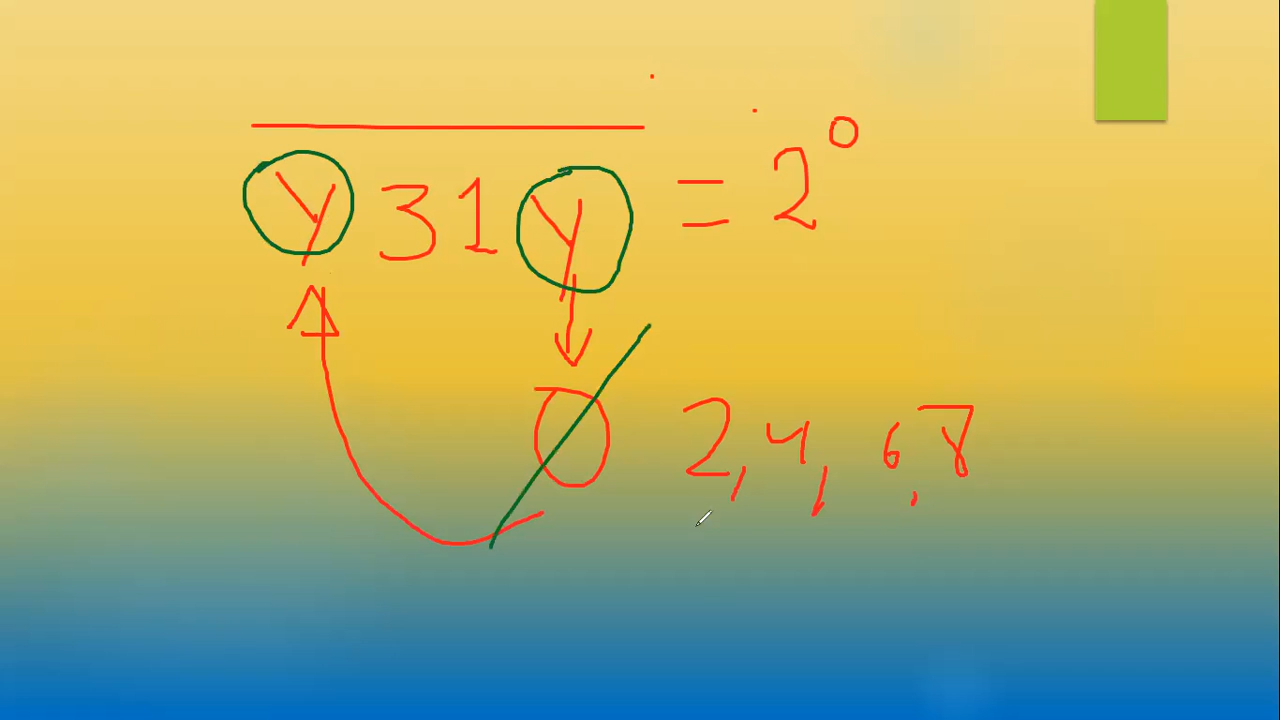 Y31Y = 2°
0 2, 4, 6, 8